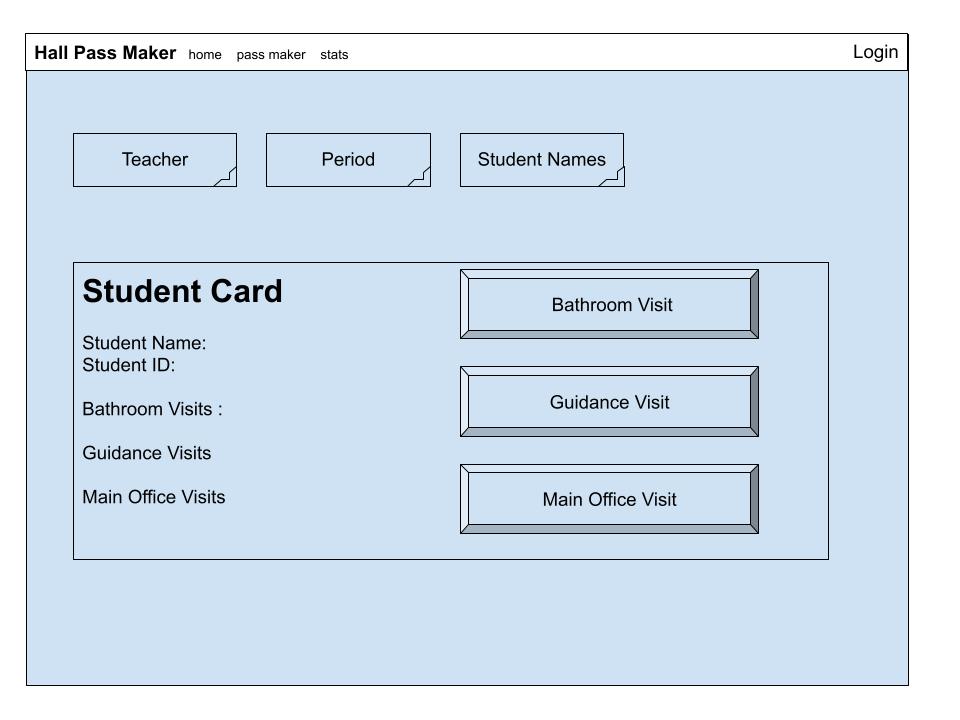 Hall Pass Maker home pass maker stats Login
Teacher Period Student Names
Student Card
Student Name:
Student ID:
Bathroom Visits :
Guidance Visits
Main Office Visits
Bathroom Visit
Guidance Visit
Main Office Visit